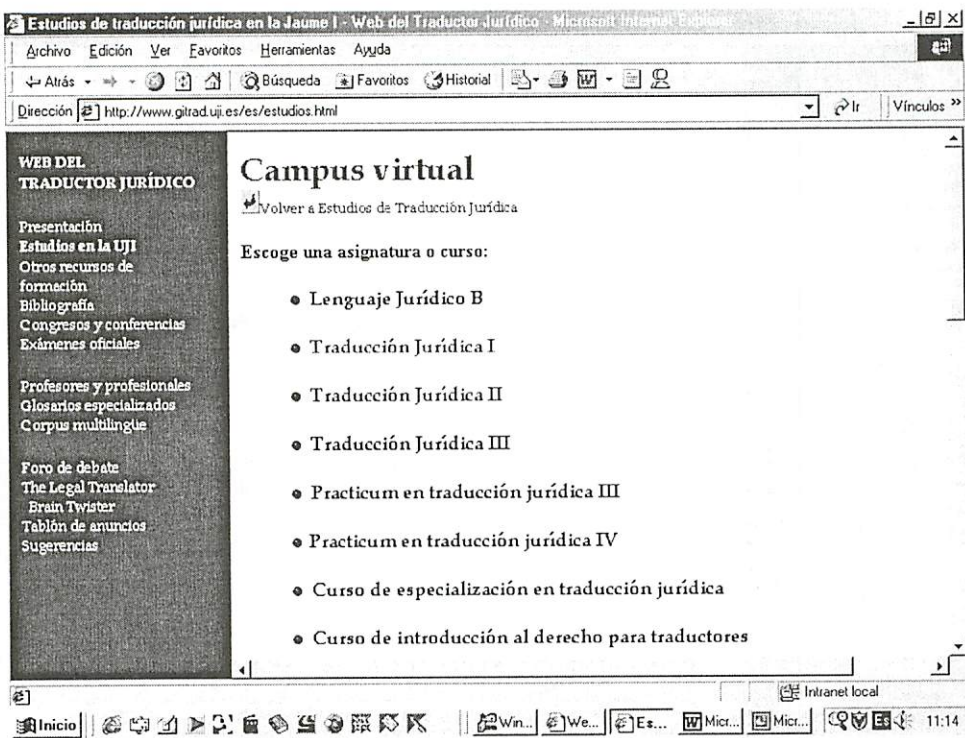 Estudios de traducción jurídica en la Jaume I - Web del Traductor Jurídico - Microsoft Internet Explorer
Archivo Edición Ver Favoritos Herramientas Ayuda
Atrás Búsqueda Favoritos Historial
Dirección http://www.gitrad.uji.es/es/estudios.html Ir Vínculos »
WEB DEL
TRADUCTOR JURÍDICO
Presentación
Estudios en la UJI
Otros recursos de
formación
Bibliografía
Congresos y conferencias
Exámenes oficiales
Profesores y profesionales
Glosarios especializados
Corpus multilingüe
Foro de debate
The Legal Translator
Brain Twister
Tablón de anuncios
Sugerencias
Campus virtual
Volver a Estudios de Traducción Jurídica
Escoge una asignatura o curso:
Lenguaje Jurídico B
Traducción Jurídica I
Traducción Jurídica II
Traducción Jurídica III
Practicum en traducción jurídica III
Practicum en traducción jurídica IV
Curso de especialización en traducción jurídica
Curso de introducción al derecho para traductores
Intranet local
Inicio Win... We... Es... Micr... Micr... Es 11:14